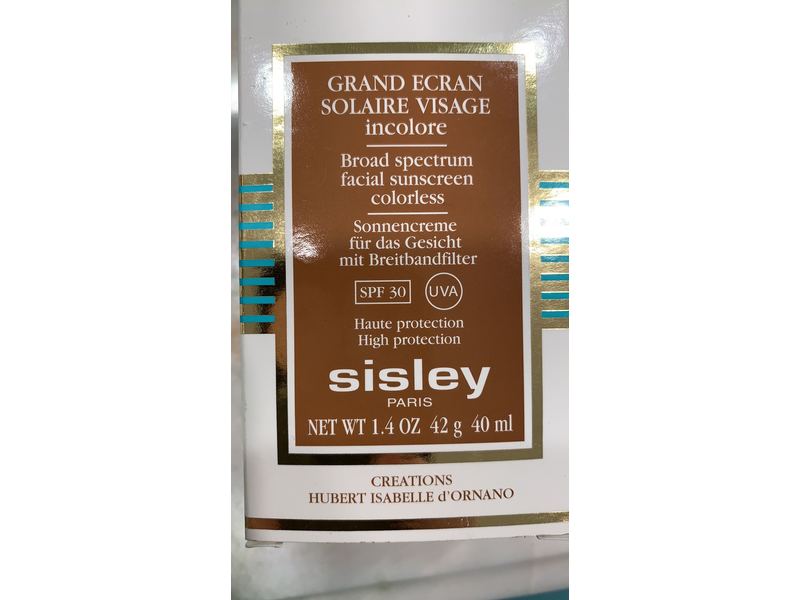 GRAND ECRAN
SOLAIRE VISAGE
incolore
Broad spectrum
facial sunscreen
colorless
Sonnencreme
für das Gesicht
mit Breitbandfilter
SPF 30 UVA
Haute protection
High protection
sisley
PARIS
NET WT 1.4 OZ 42 g 40 ml
CREATIONS
HUBERT ISABELLE d'ORNANO